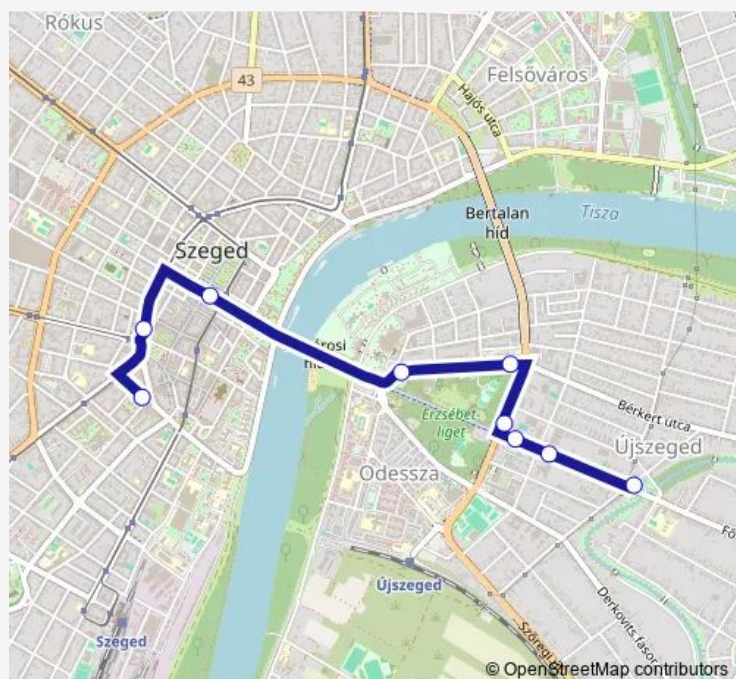 Rókus
Felsőváros
43
Hajós utca
Tisza
Bertalan
híd
Szeged
Bérkert utca
Erzsébet
liget
Újszeged
Odessza
Újszeged
Derkovits fasor
Szőregi
Szeged
© OpenStreetMap contributors